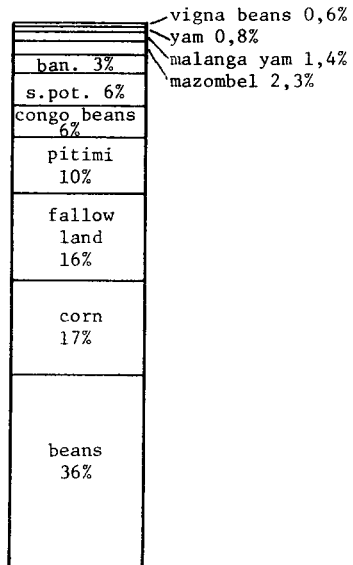 vigna beans 0,6%
yam 0,8%
malanga yam 1,4%
mazombel 2,3%
ban. 3%
s.pot. 6%
congo beans
6%
pitimi
10%
fallow
land
16%
corn
17%
beans
36%